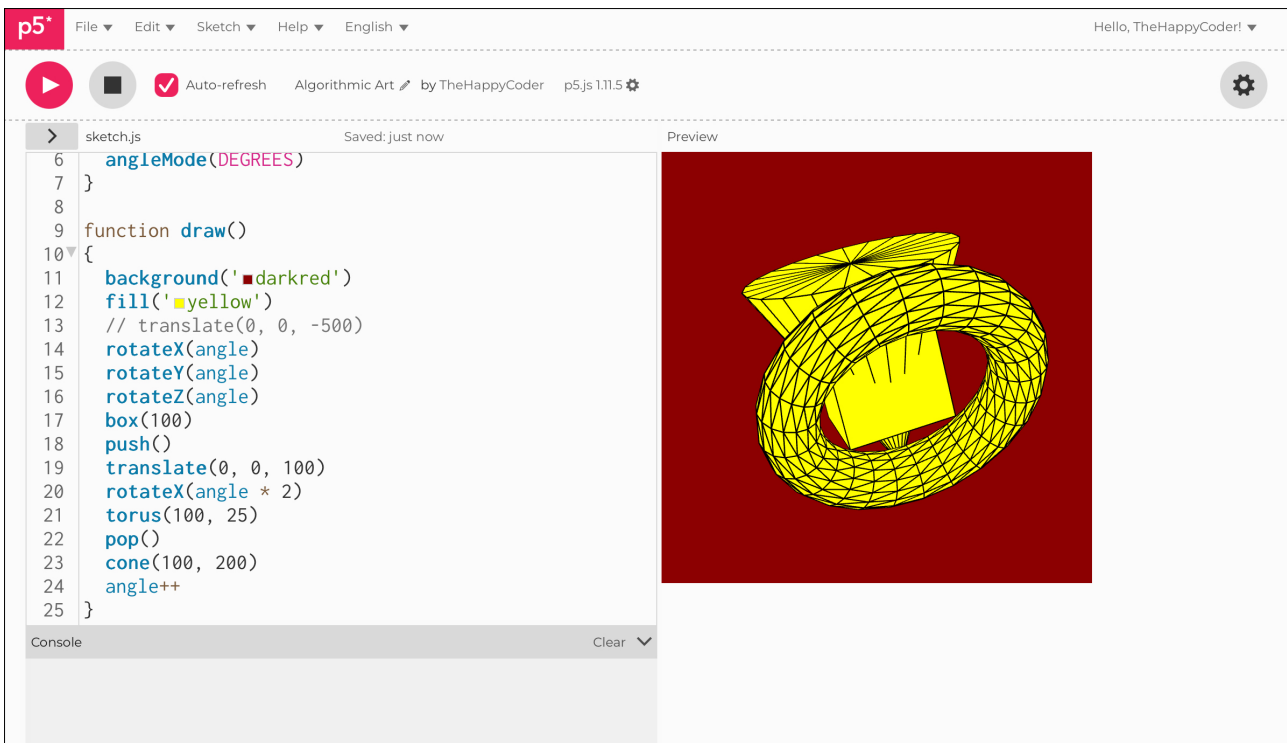 p5* File Edit Sketch Help English Hello, TheHappyCoder!
Auto-refresh Algorithmic Art by TheHappyCoder p5.js 1.11.5
sketch.js Saved: just now Preview
6 angleMode(DEGREES)
7 }
8
9 function draw()
10 {
11 background('darkred')
12 fill('yellow')
13 // translate(0, 0, -500)
14 rotateX(angle)
15 rotateY(angle)
16 rotateZ(angle)
17 box(100)
18 push()
19 translate(0, 0, 100)
20 rotateX(angle * 2)
21 torus(100, 25)
22 pop()
23 cone(100, 200)
24 angle++
25 }
Console Clear